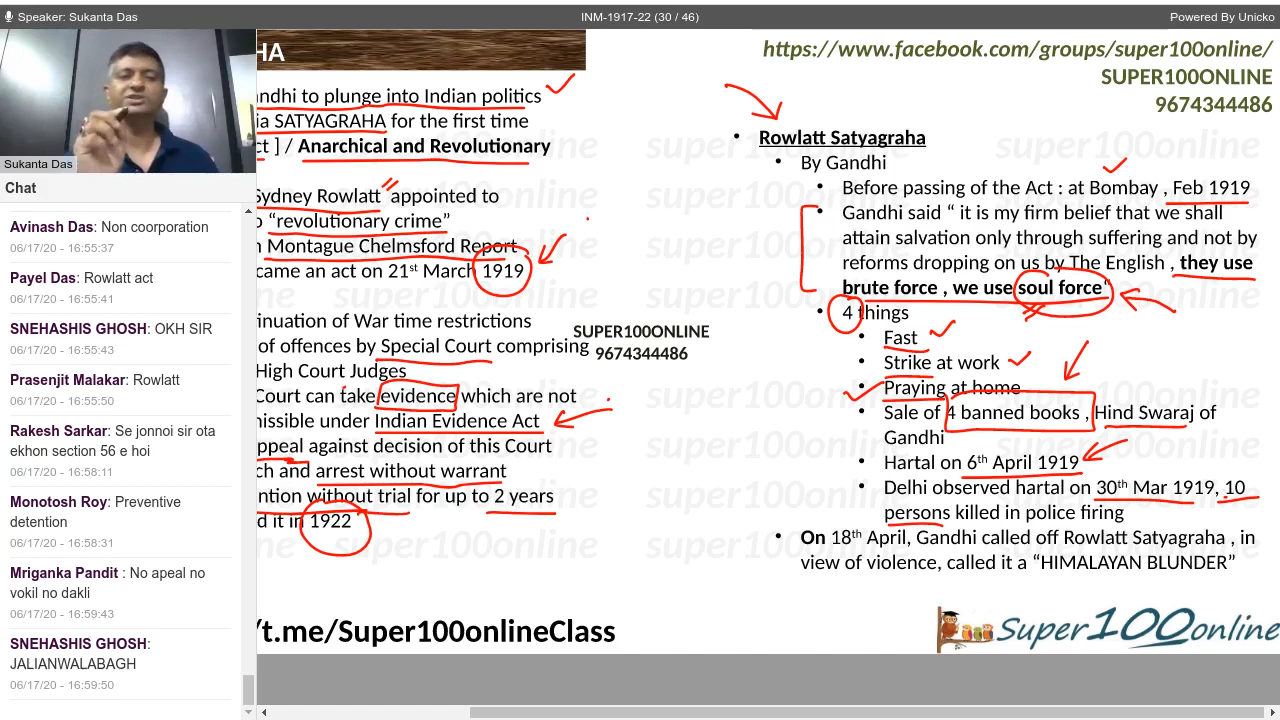 Speaker: Sukanta Das
INM-1917-22 (30 / 46)
Powered By Unicko
Sukanta Das
Chat
Avinash Das: Non coorporation
06/17/20 - 16:55:37
Payel Das: Rowlatt act
06/17/20 - 16:55:41
SNEHASHIS GHOSH: OKH SIR
06/17/20 - 16:55:43
Prasenjit Malakar: Rowlatt
06/17/20 - 16:55:50
Rakesh Sarkar: Se jonnoi sir ota
ekhon section 56 e hoi
06/17/20 - 16:58:11
Monotosh Roy: Preventive
detention
06/17/20 - 16:58:31
Mriganka Pandit : No apeal no
vokil no dakli
06/17/20 - 16:59:43
SNEHASHIS GHOSH:
JALIANWALABAGH
06/17/20 - 16:59:50
HA
andhi to plunge into Indian politics
ia SATYAGRAHA for the first time
ct ] / Anarchical and Revolutionary
Sydney Rowlatt" appointed to
o "revolutionary crime"
n Montague Chelmsford Report
came an act on 21st March 1919
inuation of War time restrictions
of offences by Special Court comprising
High Court Judges
Court can take evidence which are not
nissible under Indian Evidence Act
ppeal against decision of this Court
ch and arrest without warrant
ntion without trial for up to 2 years
d it in 1922
SUPER100ONLINE
9674344486
/t.me/Super100onlineClass
https://www.facebook.com/groups/super100online/
SUPER100ONLINE
9674344486
• Rowlatt Satyagraha
• By Gandhi
• Before passing of the Act : at Bombay , Feb 1919
• Gandhi said “ it is my firm belief that we shall
attain salvation only through suffering and not by
reforms dropping on us by The English , they use
brute force , we use soul force“
• 4 things
• Fast
• Strike at work
• Praying at home
• Sale of 4 banned books , Hind Swaraj of
Gandhi
• Hartal on 6th April 1919
• Delhi observed hartal on 30th Mar 1919, 10
persons killed in police firing
• On 18th April, Gandhi called off Rowlatt Satyagraha , in
view of violence, called it a “HIMALAYAN BLUNDER”
Super100online